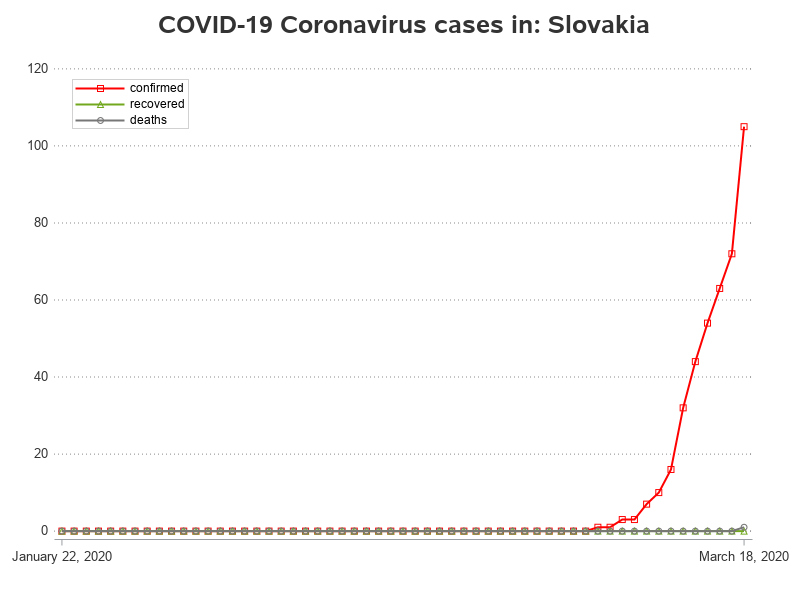 COVID-19 Coronavirus cases in: Slovakia
120
confirmed
recovered
deaths
100
80
60
40
20
0
January 22, 2020
March 18, 2020